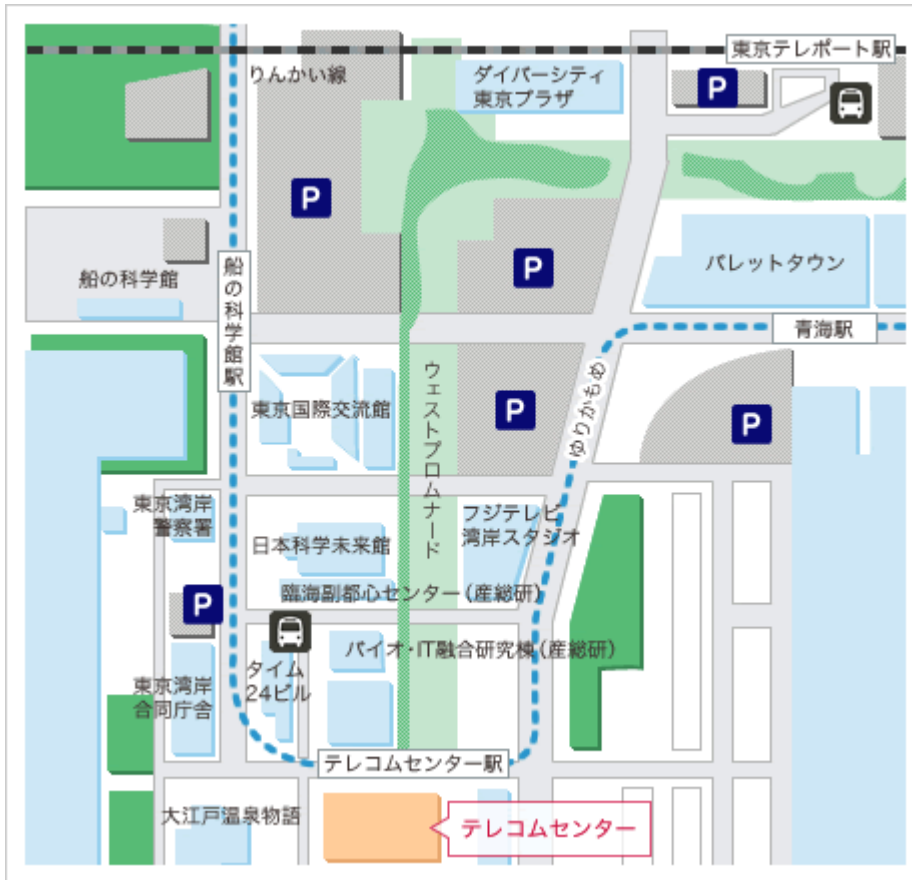 東京テレポート駅
りんかい線
ダイバーシティ
東京プラザ
P
P
P
船の科学館
船の科学館駅
パレットタウン
青海駅
ゆりかもめ
ウェストプロムナード
東京国際交流館
P
P
東京湾岸
警察署
日本科学未来館
フジテレビ
湾岸スタジオ
臨海副都心センター(産総研)
P
バイオ・IT融合研究棟(産総研)
タイム
24ビル
東京湾岸
合同庁舎
テレコムセンター駅
大江戸温泉物語
テレコムセンター